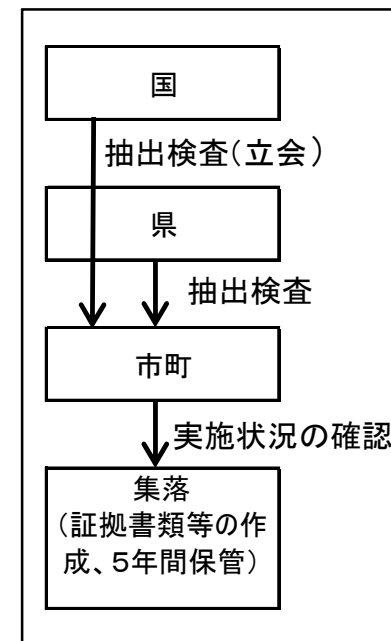 国
抽出検査(立会)
県
抽出検査
市町
実施状況の確認
集落
(証拠書類等の作
成、5年間保管)